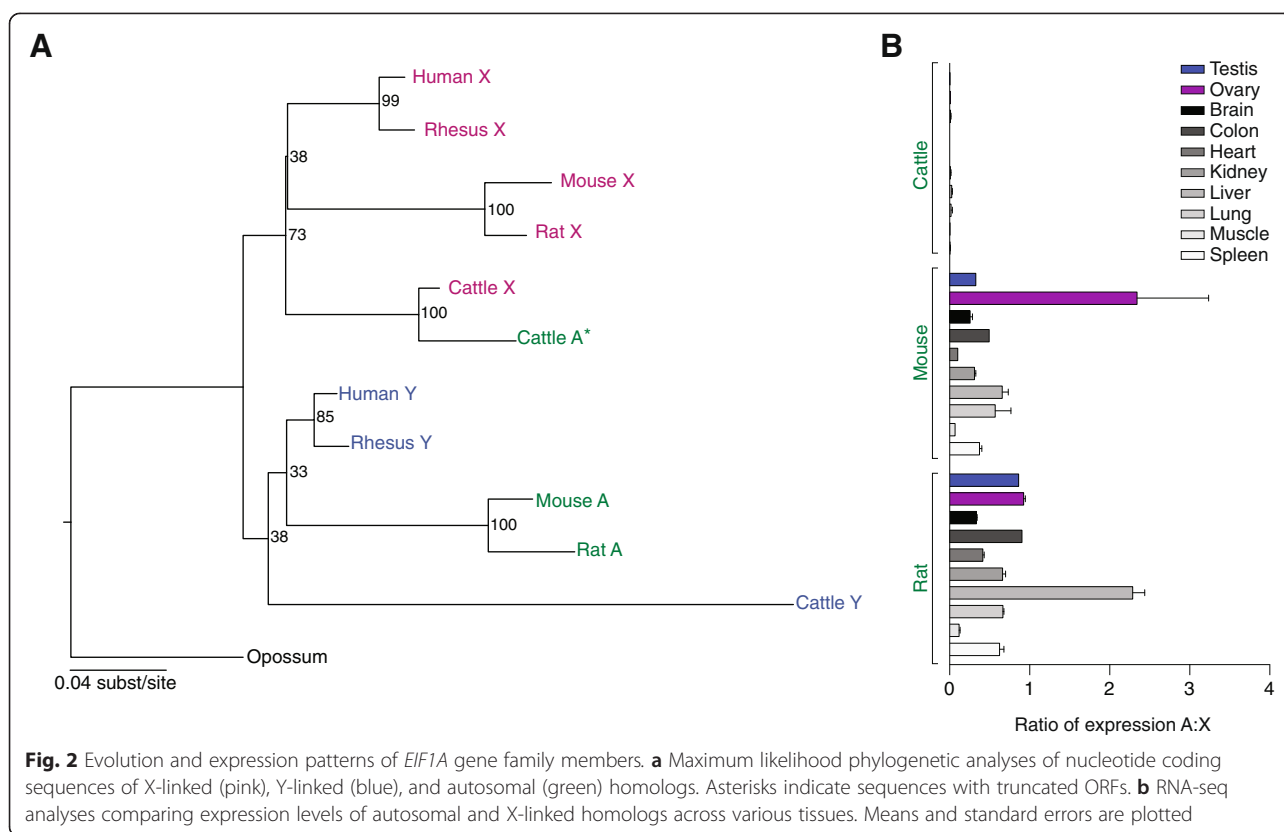 A
Human X
99
Rhesus X
38
Mouse X
100
Rat X
73
Cattle X
100
Cattle A*
Human Y
85
Rhesus Y
33
Mouse A
100
Rat A
38
Cattle Y
Opossum
0.04 subst/site
B
Testis
Ovary
Brain
Colon
Heart
Kidney
Liver
Lung
Muscle
Spleen
Cattle
Mouse
Rat
0 1 2 3 4
Ratio of expression A:X
Fig. 2 Evolution and expression patterns of EIF1A gene family members. a Maximum likelihood phylogenetic analyses of nucleotide coding
sequences of X-linked (pink), Y-linked (blue), and autosomal (green) homologs. Asterisks indicate sequences with truncated ORFs. b RNA-seq
analyses comparing expression levels of autosomal and X-linked homologs across various tissues. Means and standard errors are plotted